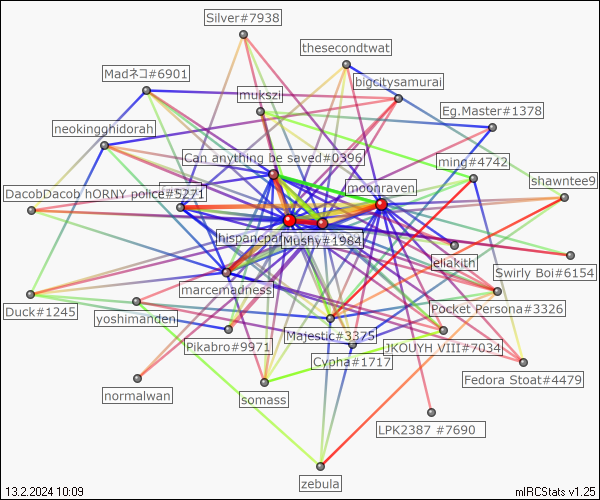 Silver#7938
thesecondtwat
Madネコ#6901
bigcitysamurai
mukszi
Eg.Master#1378
neokingghidorah
Can anything be saved#0396
ming#4742
shawntee9
moonraven
DacobDacob hORNY police#5271
hispancpa
Mushy#1984
eliakith
Swirly Boi#6154
marcemadness
Duck#1245
yoshimanden
Pocket Persona#3326
Majestic#3375
Pikabro#9971
JKOUYH VIII#7034
Cypha#1717
Fedora Stoat#4479
normalwan
somass
LPK2387 #7690
zebula
13.2.2024 10:09
mIRCStats v1.25